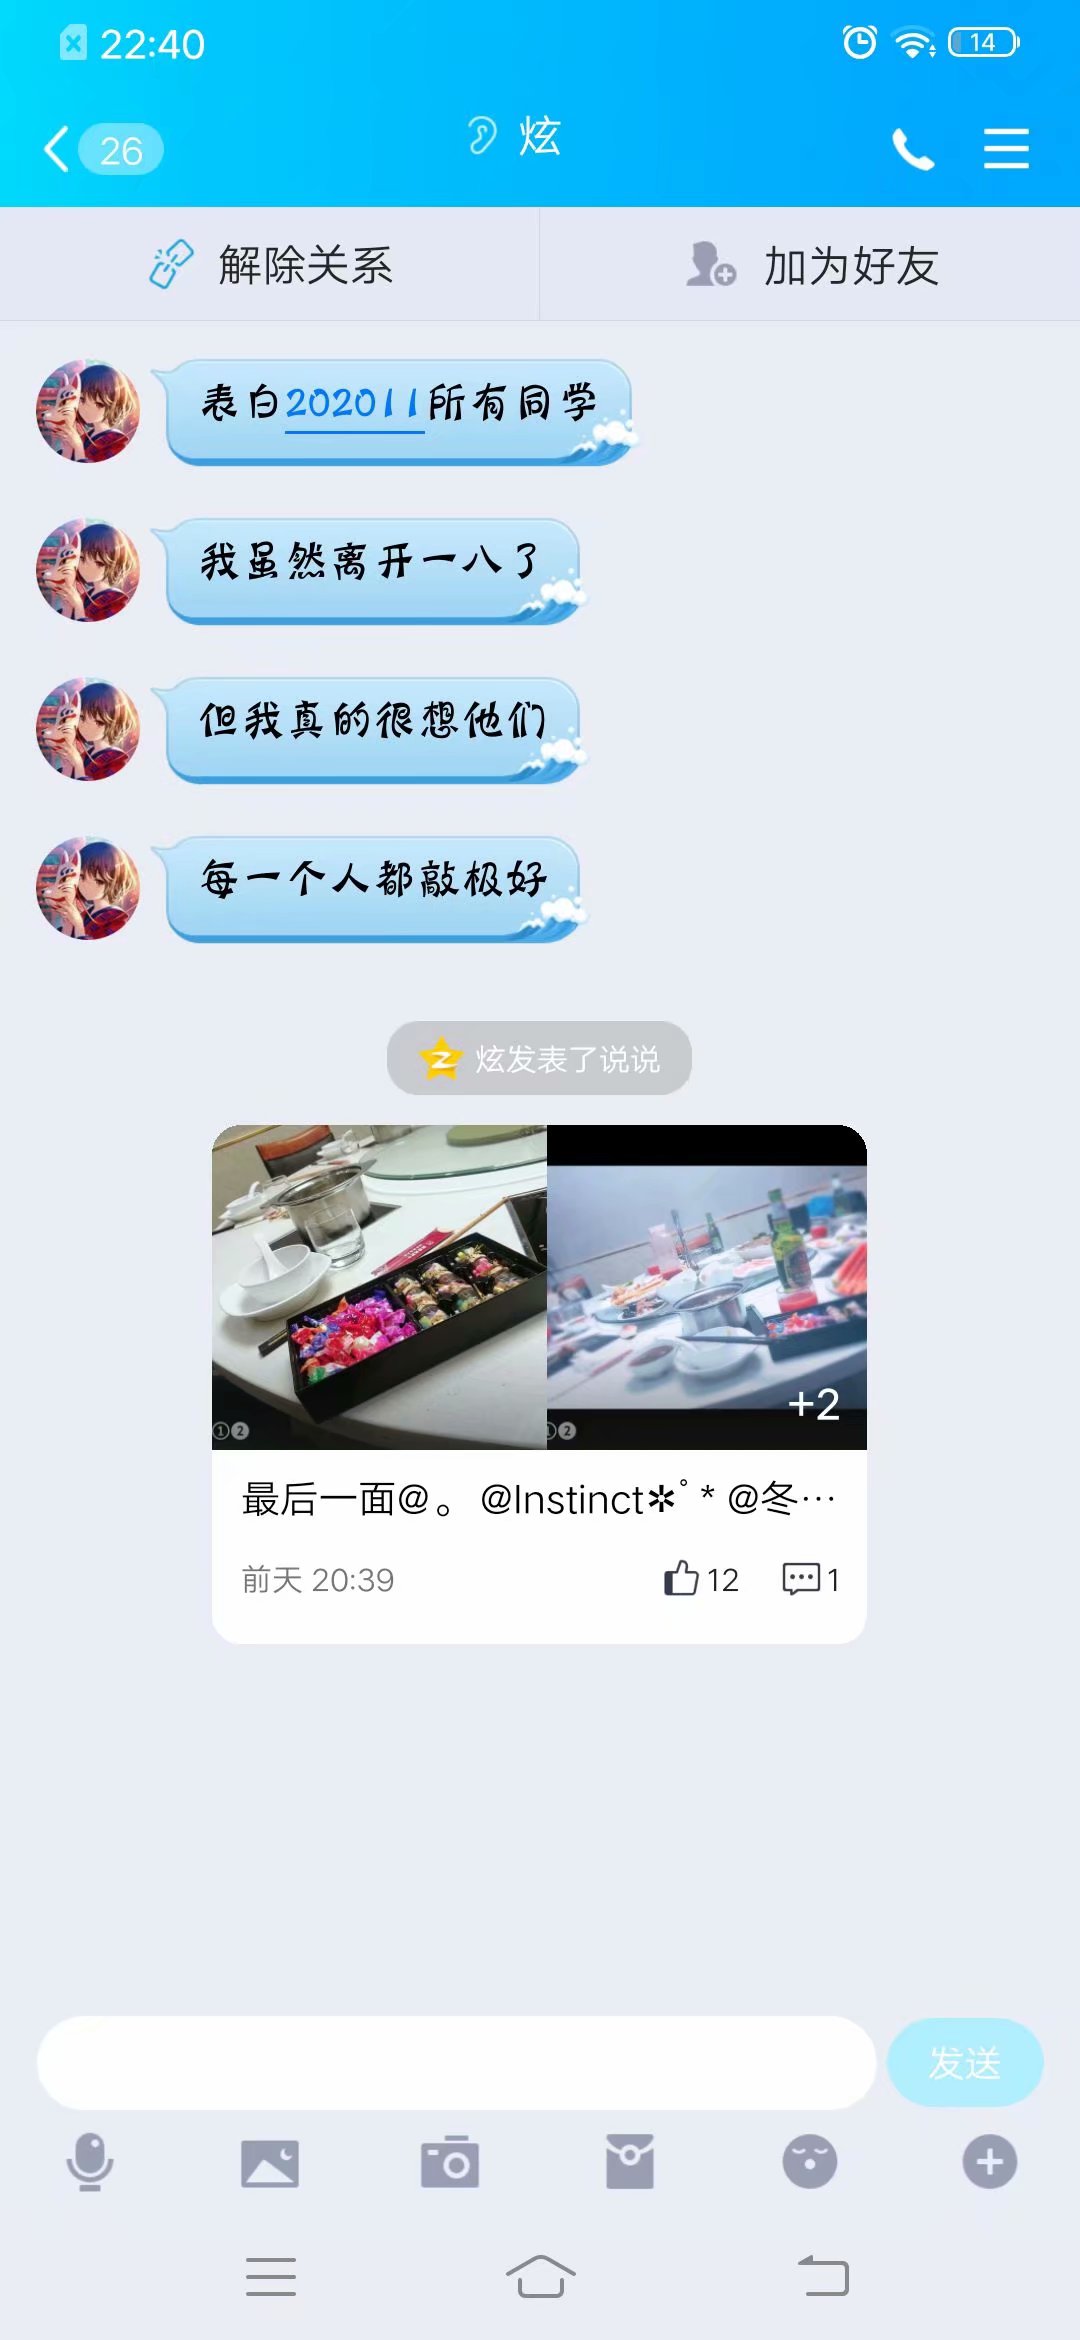 22:40
14
26
炫
解除关系
加为好友
表白202011所有同学
我虽然离开一八了
但我真的很想他们
每一个人都敲极好
炫发表了说说
①②
②
+2
最后一面@。 @Instinct✲ﾟ* @冬…
前天 20:39
12
1
发送